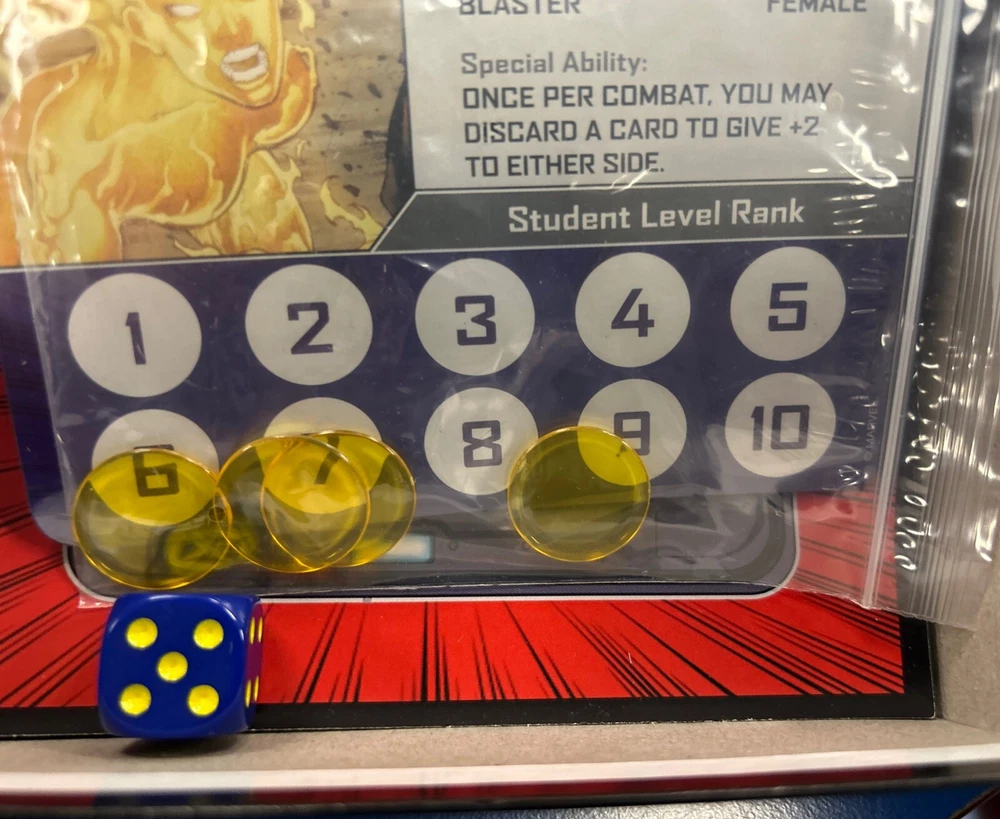 BLASTER FEMALE
Special Ability:
ONCE PER COMBAT, YOU MAY
DISCARD A CARD TO GIVE +2
TO EITHER SIDE.
Student Level Rank
1 2 3 4 5
6 7 8 9 10
MARVEL